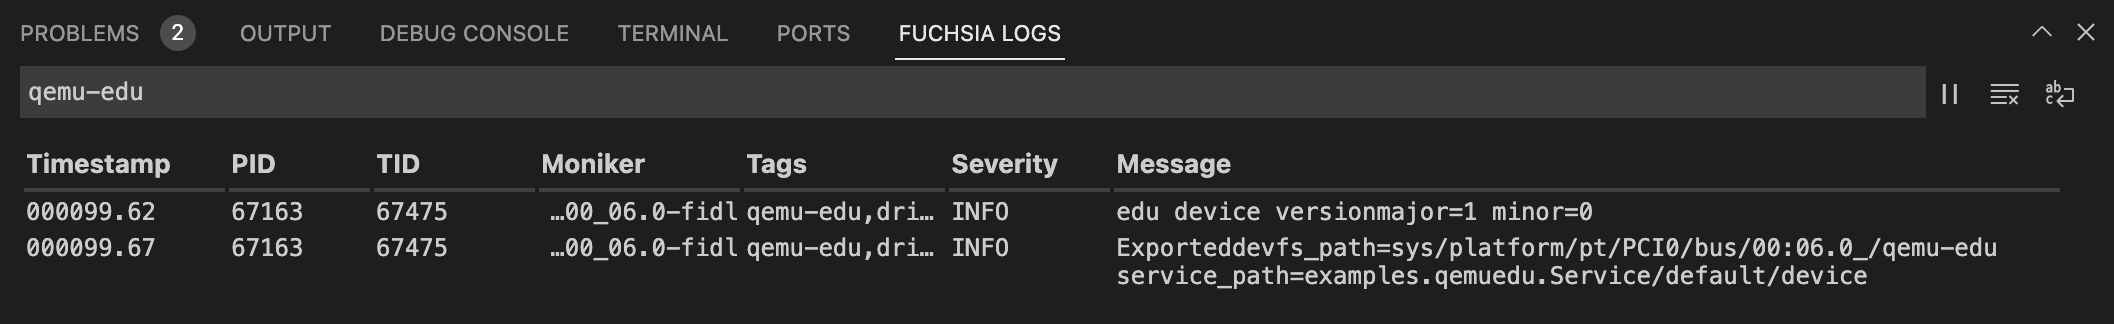 PROBLEMS 2 OUTPUT DEBUG CONSOLE TERMINAL PORTS FUCHSIA LOGS
qemu-edu
Timestamp PID TID Moniker Tags Severity Message
000099.62 67163 67475 …00_06.0-fidl qemu-edu,dri… INFO edu device versionmajor=1 minor=0
000099.67 67163 67475 …00_06.0-fidl qemu-edu,dri… INFO Exporteddevfs_path=sys/platform/pt/PCI0/bus/00:06.0_/qemu-edu
service_path=examples.qemuedu.Service/default/device